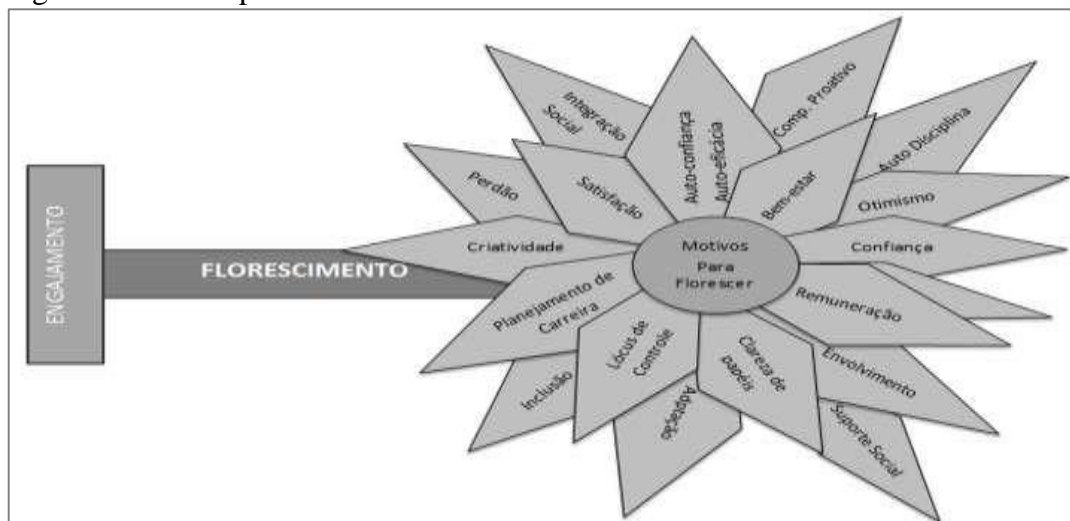 ENGAJAMENTO
FLORESCIMENTO
Motivos
Para
Florescer
Integração
Social
Auto-confiança
Auto-eficácia
Comp. Proativo
Auto Disciplina
Perdão
Satisfação
Bem-estar
Otimismo
Criatividade
Confiança
Planejamento de
Carreira
Remuneração
Lócus de
Controle
Clareza de
papéis
Envolvimento
Inclusão
Suporte Social